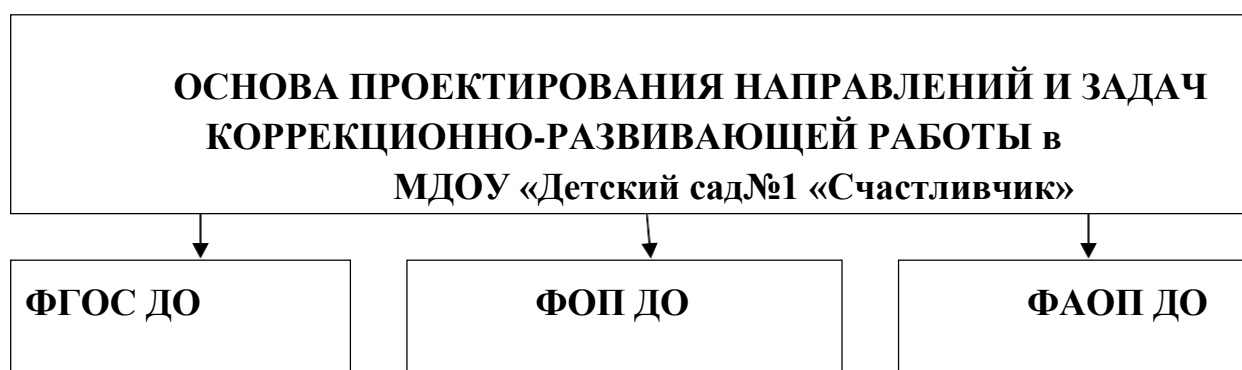 ОСНОВА ПРОЕКТИРОВАНИЯ НАПРАВЛЕНИЙ И ЗАДАЧ
КОРРЕКЦИОННО-РАЗВИВАЮЩЕЙ РАБОТЫ в
МДОУ «Детский сад№1 «Счастливчик»
ФГОС ДО
ФОП ДО
ФАОП ДО